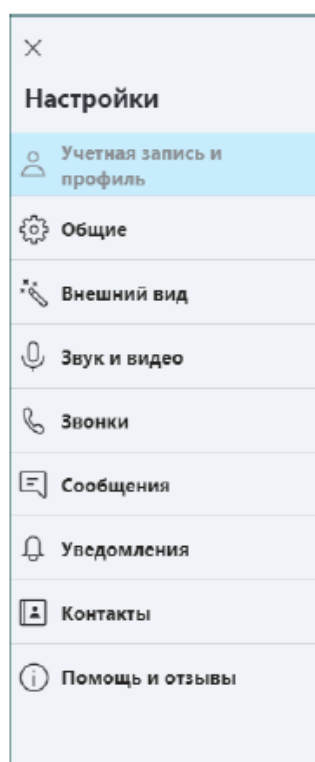 Настройки
Учетная запись и
профиль
Общие
Внешний вид
Звук и видео
Звонки
Сообщения
Уведомления
Контакты
Помощь и отзывы